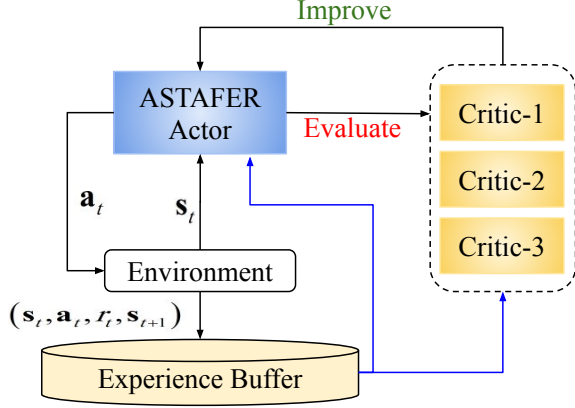 Improve
ASTAFER
Actor
Evaluate
Critic-1
Critic-2
Critic-3
a_t
s_t
Environment
(s_t, a_t, r_t, s_{t+1})
Experience Buffer